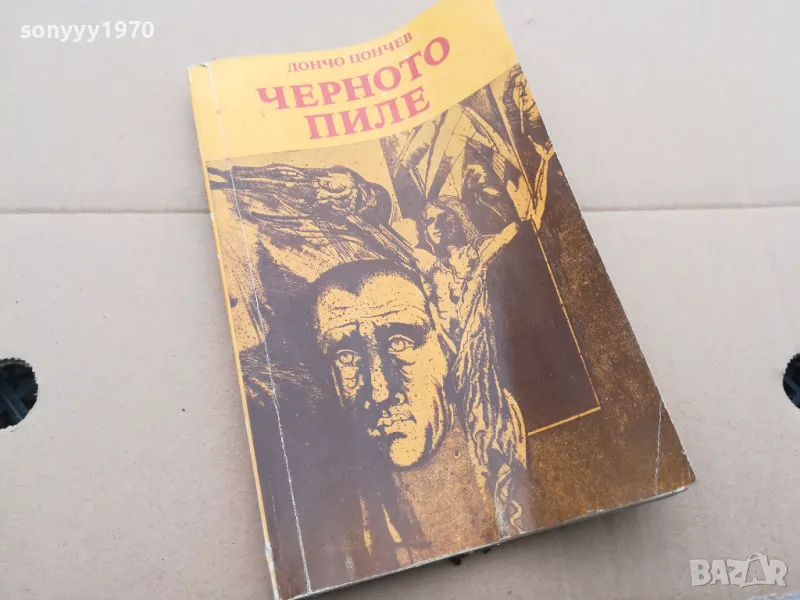 sonyyy1970
ДОНЧО ЦОНЧЕВ
ЧЕРНОТО
ПИЛЕ
BAZAR